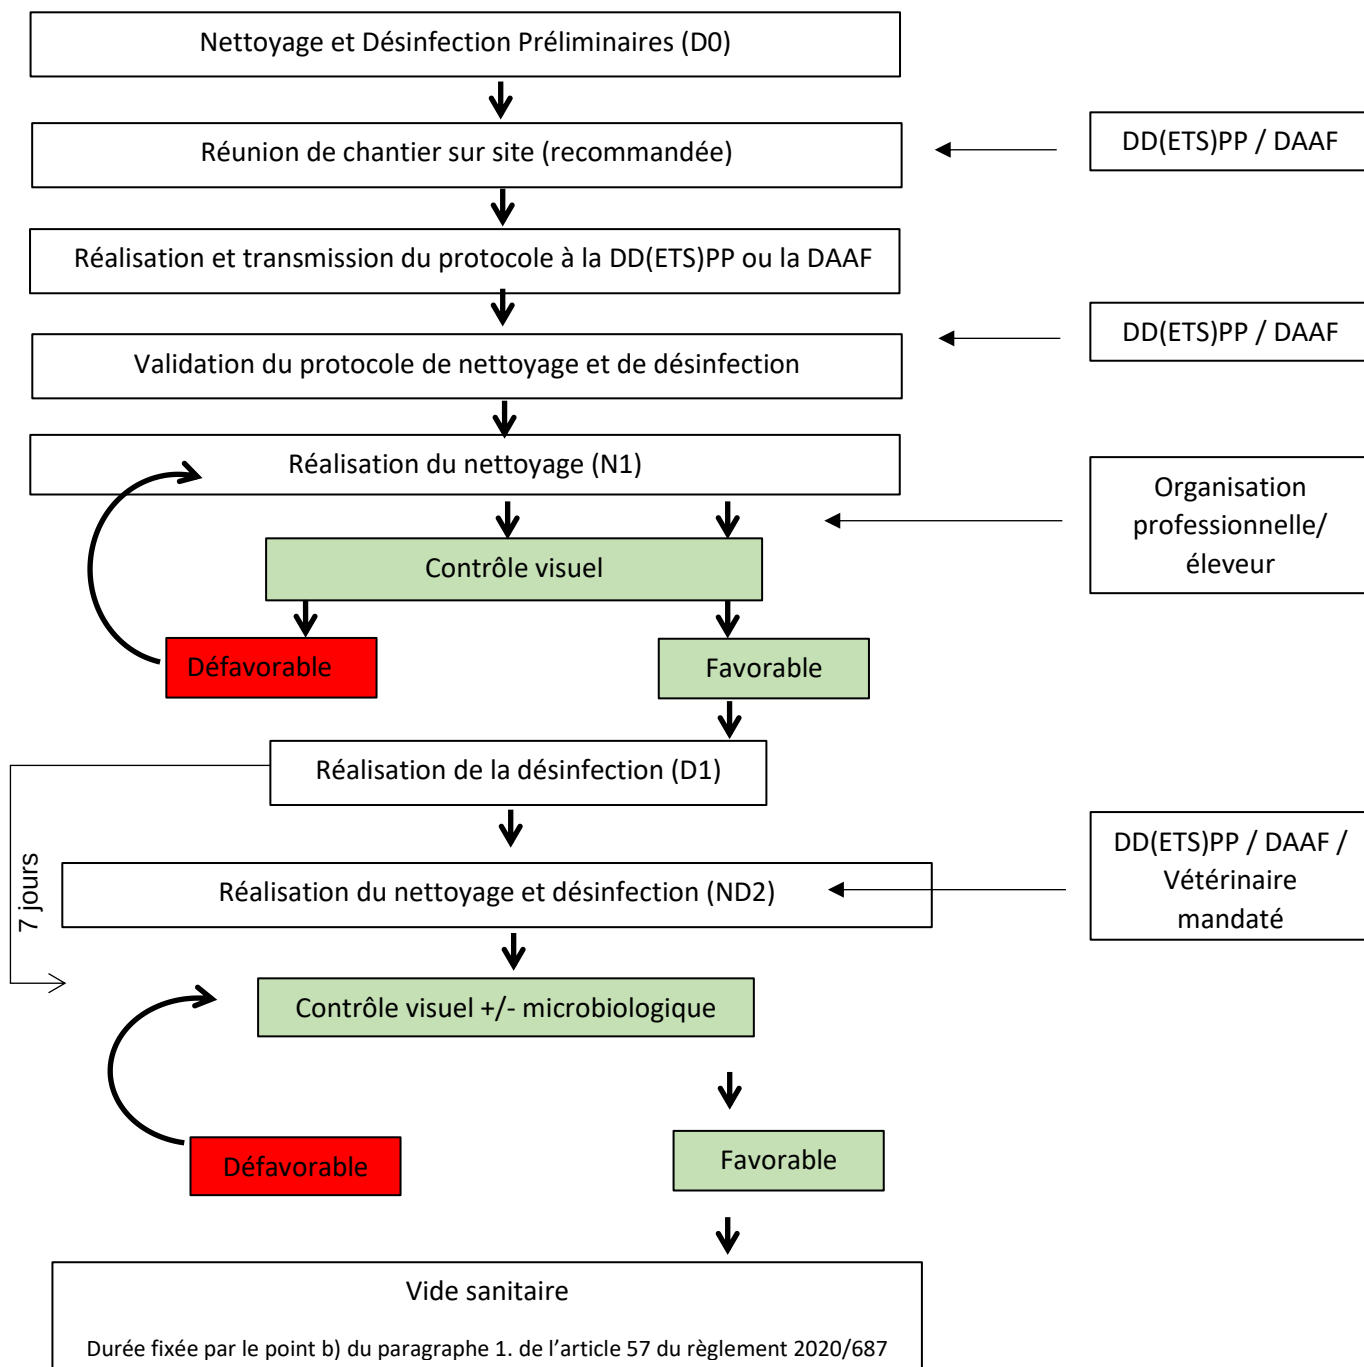 Nettoyage et Désinfection Préliminaires (D0)
Réunion de chantier sur site (recommandée)
DD(ETS)PP / DAAF
Réalisation et transmission du protocole à la DD(ETS)PP ou la DAAF
Validation du protocole de nettoyage et de désinfection
DD(ETS)PP / DAAF
Réalisation du nettoyage (N1)
Organisation
professionnelle/
éleveur
Contrôle visuel
Défavorable
Favorable
Réalisation de la désinfection (D1)
7 jours
Réalisation du nettoyage et désinfection (ND2)
DD(ETS)PP / DAAF /
Vétérinaire
mandaté
Contrôle visuel +/- microbiologique
Défavorable
Favorable
Vide sanitaire
Durée fixée par le point b) du paragraphe 1. de l’article 57 du règlement 2020/687